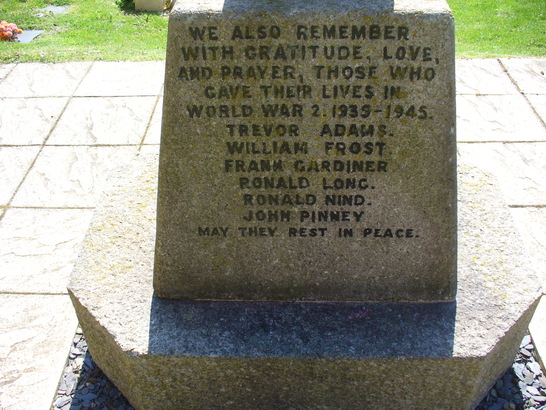 WE ALSO REMEMBER
WITH GRATITUDE, LOVE,
AND PRAYER, THOSE WHO
GAVE THEIR LIVES IN
WORLD WAR 2. 1939-1945.
TREVOR ADAMS.
WILLIAM FROST
FRANK GARDINER
RONALD LONG.
RONALD NIND.
JOHN PINNEY
MAY THEY REST IN PEACE.